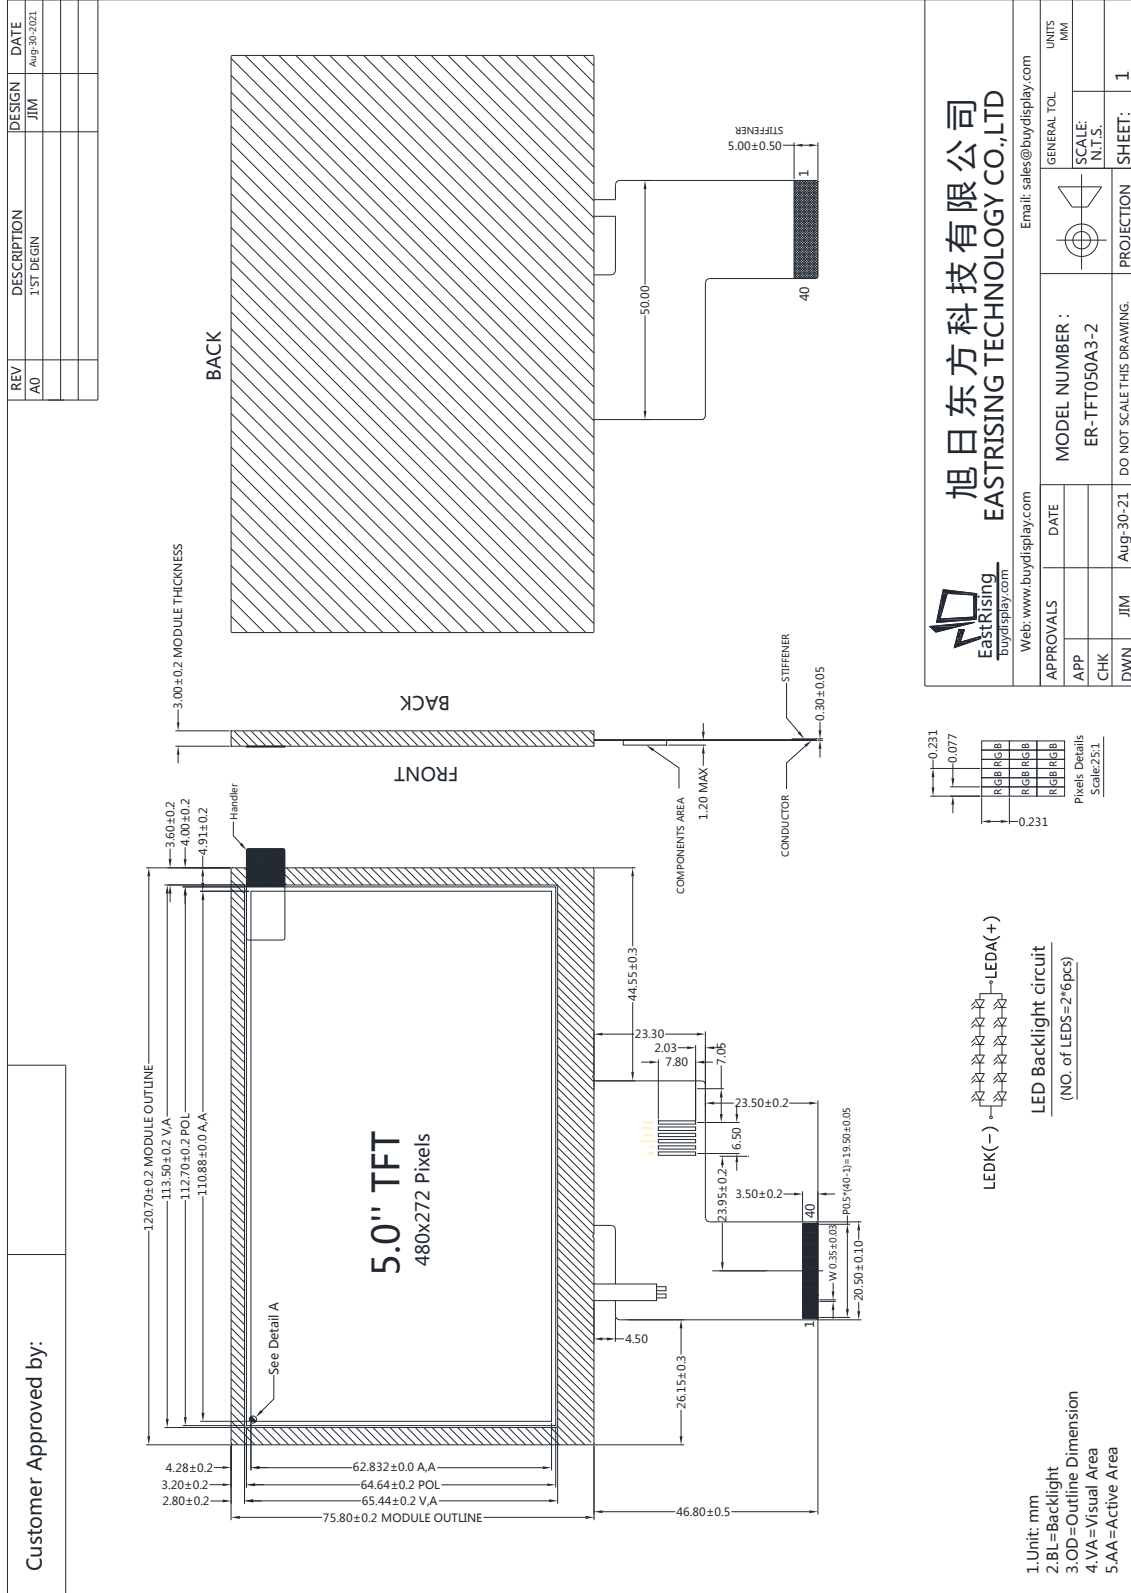 Customer Approved by:
REV
DESCRIPTION
DESIGN
DATE
A0
1'ST DEGIN
JIM
Aug-30-2021
120.70±0.2 MODULE OUTLINE
113.50±0.2 V,A
112.70±0.2 POL
110.88±0.0 A,A
3.60±0.2
4.00±0.2
4.91±0.2
Handler
4.28±0.2
3.20±0.2
2.80±0.2
62.832±0.0 A,A
64.64±0.2 POL
65.44±0.2 V,A
75.80±0.2 MODULE OUTLINE
46.80±0.5
See Detail A
5.0'' TFT
480x272 Pixels
44.55±0.3
26.15±0.3
4.50
23.30
2.03
7.80
7.05
23.50±0.2
6.50
23.95±0.2
3.50±0.2
1
40
W 0.35±0.03
P0.5*(40-1)=19.50±0.05
20.50±0.10
3.00±0.2 MODULE THICKNESS
FRONT
BACK
COMPONENTS AREA
1.20 MAX
CONDUCTOR
STIFFENER
0.30±0.05
BACK
50.00
40
1
5.00±0.50
STIFFENER
1.Unit: mm
2.BL=Backlight
3.OD=Outline Dimension
4.VA=Visual Area
5.AA=Active Area
LEDK(-)
LEDA(+)
LED Backlight circuit
(NO. of LEDS=2*6pcs)
0.231
0.077
0.231
R G B R G B
R G B R G B
R G B R G B
Pixels Details
Scale:25:1
EastRising
buydisplay.com
旭日东方科技有限公司
EASTRISING TECHNOLOGY CO.,LTD
Web: www.buydisplay.com
Email: sales@buydisplay.com
APPROVALS
DATE
APP
CHK
DWN
JIM
Aug-30-21
MODEL NUMBER :
ER-TFT050A3-2
DO NOT SCALE THIS DRAWING.
PROJECTION
GENERAL TOL.
UNITS
MM
SCALE:
N.T.S.
SHEET: 1